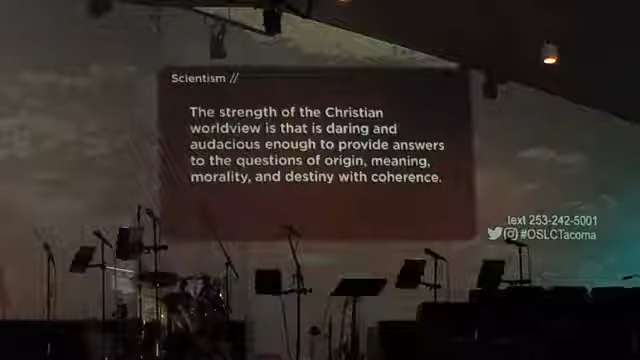 Scientism //
The strength of the Christian
worldview is that is daring and
audacious enough to provide answers
to the questions of origin, meaning,
morality, and destiny with coherence.
text 253-242-5001
#OSLCTacoma